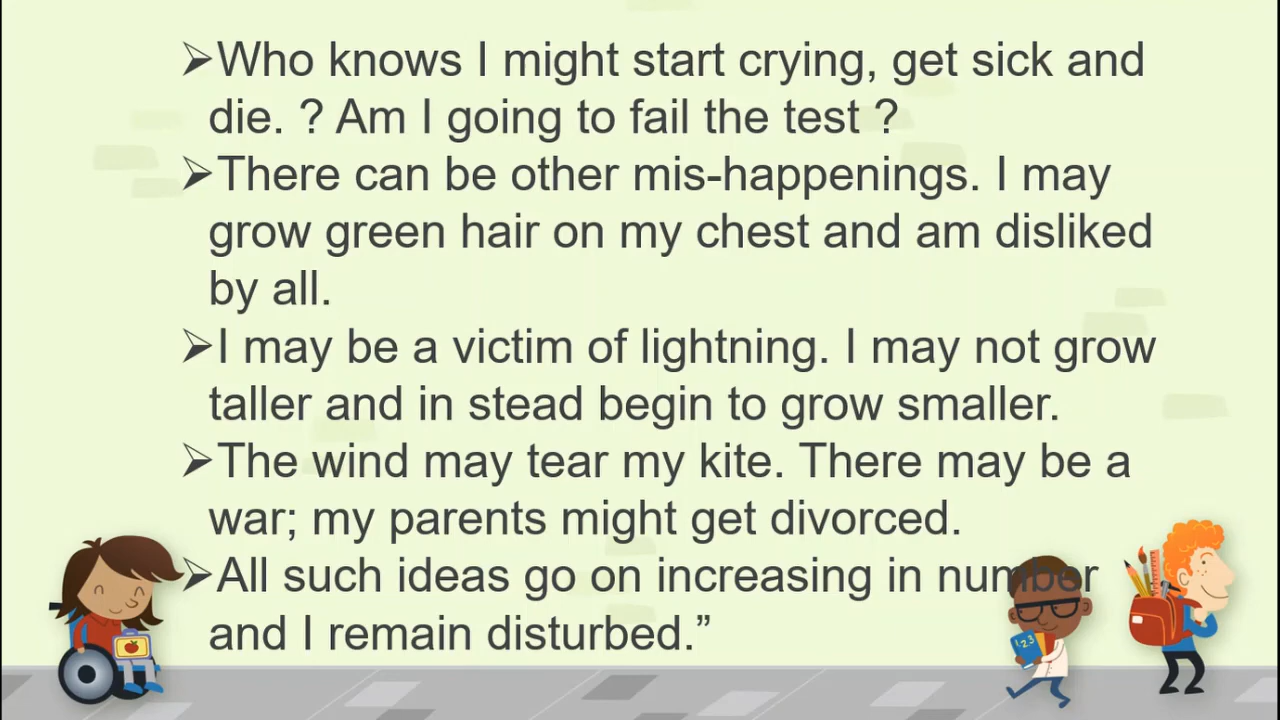 ➢Who knows I might start crying, get sick and
die. ? Am I going to fail the test ?
➢There can be other mis-happenings. I may
grow green hair on my chest and am disliked
by all.
➢I may be a victim of lightning. I may not grow
taller and in stead begin to grow smaller.
➢The wind may tear my kite. There may be a
war; my parents might get divorced.
➢All such ideas go on increasing in number
and I remain disturbed.”
1 2 3